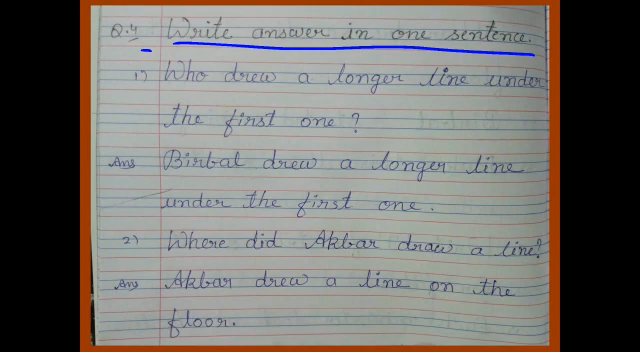 Q.4 Write answer in one sentence.
1) Who drew a longer line under
the first one?
Ans Birbal drew a longer line
under the first one.
2) Where did Akbar draw a line?
Ans Akbar drew a line on the
floor.